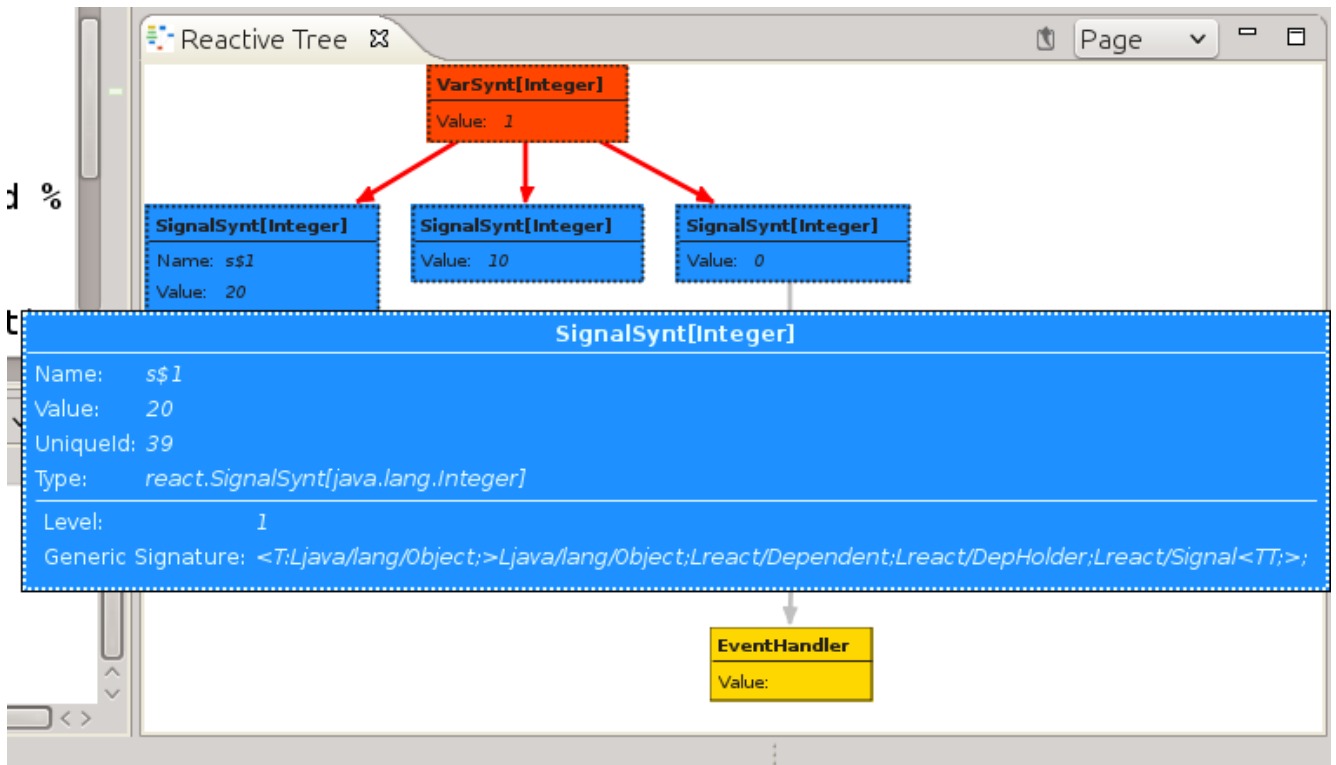 Reactive Tree
Page
VarSynt[Integer]
Value: 1
d %
SignalSynt[Integer]
Name: s$1
Value: 20
SignalSynt[Integer]
Value: 10
SignalSynt[Integer]
Value: 0
t
SignalSynt[Integer]
Name: s$1
Value: 20
UniqueId: 39
Type: react.SignalSynt[java.lang.Integer]
Level: 1
Generic Signature: <T:Ljava/lang/Object;>Ljava/lang/Object;Lreact/Dependent;Lreact/DepHolder;Lreact/Signal<TT;>;
EventHandler
Value: